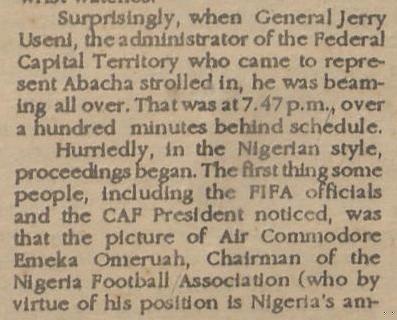 Surprisingly, when General Jerry
Useni, the administrator of the Federal
Capital Territory who came to repre-
sent Abacha strolled in, he was beam-
ing all over. That was at 7.47 p.m., over
a hundred minutes behind schedule.
Hurriedly, in the Nigerian style,
proceedings began. The first thing some
people, including the FIFA officials
and the CAF President noticed, was
that the picture of Air Commodore
Emeka Omeruah, Chairman of the
Nigeria Football Association (who by
virtue of his position is Nigeria's am-